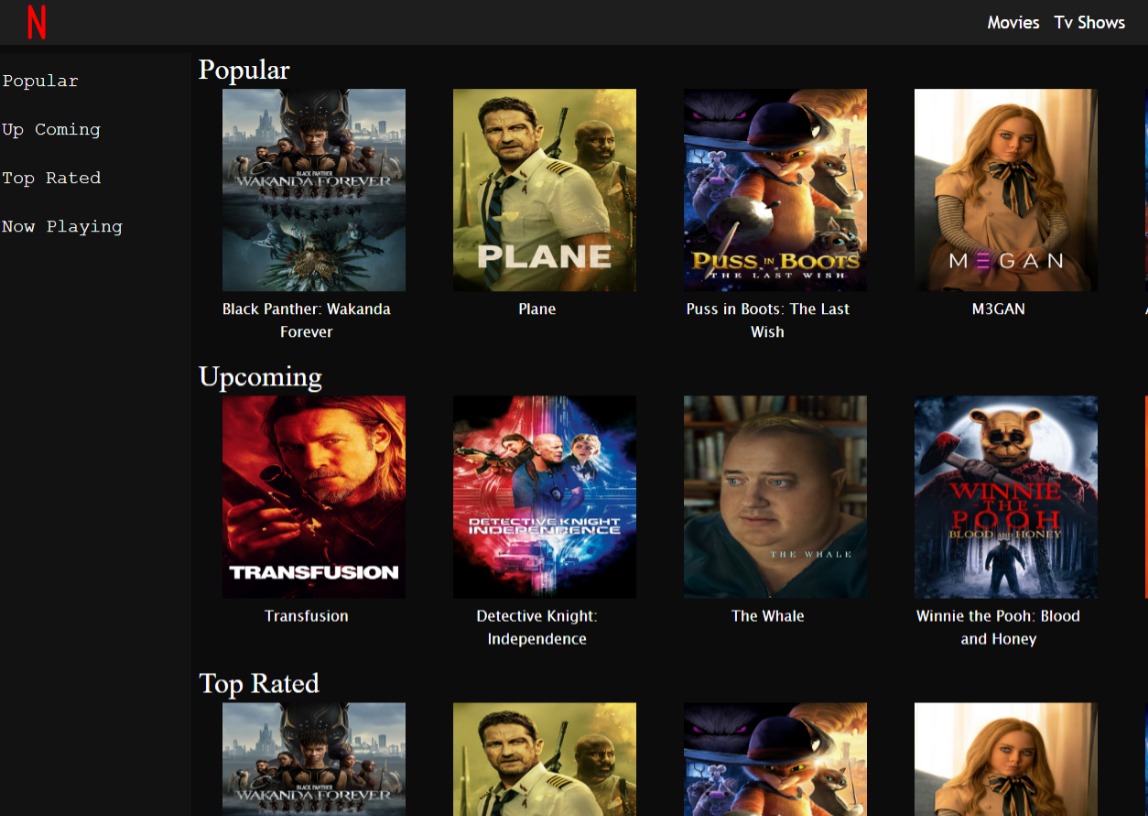 N
Movies Tv Shows
Popular
Up Coming
Top Rated
Now Playing
Popular
BLACK PANTHER
WAKANDA FOREVER
PLANE
PUSS IN BOOTS
THE LAST WISH
M3GAN
Black Panther: Wakanda
Forever
Plane
Puss in Boots: The Last
Wish
M3GAN
Upcoming
TRANSFUSION
DETECTIVE KNIGHT
INDEPENDENCE
THE WHALE
WINNIE
-THE-
POOH
BLOOD AND HONEY
Transfusion
Detective Knight:
Independence
The Whale
Winnie the Pooh: Blood
and Honey
Top Rated
BLACK PANTHER
WAKANDA FOREVER